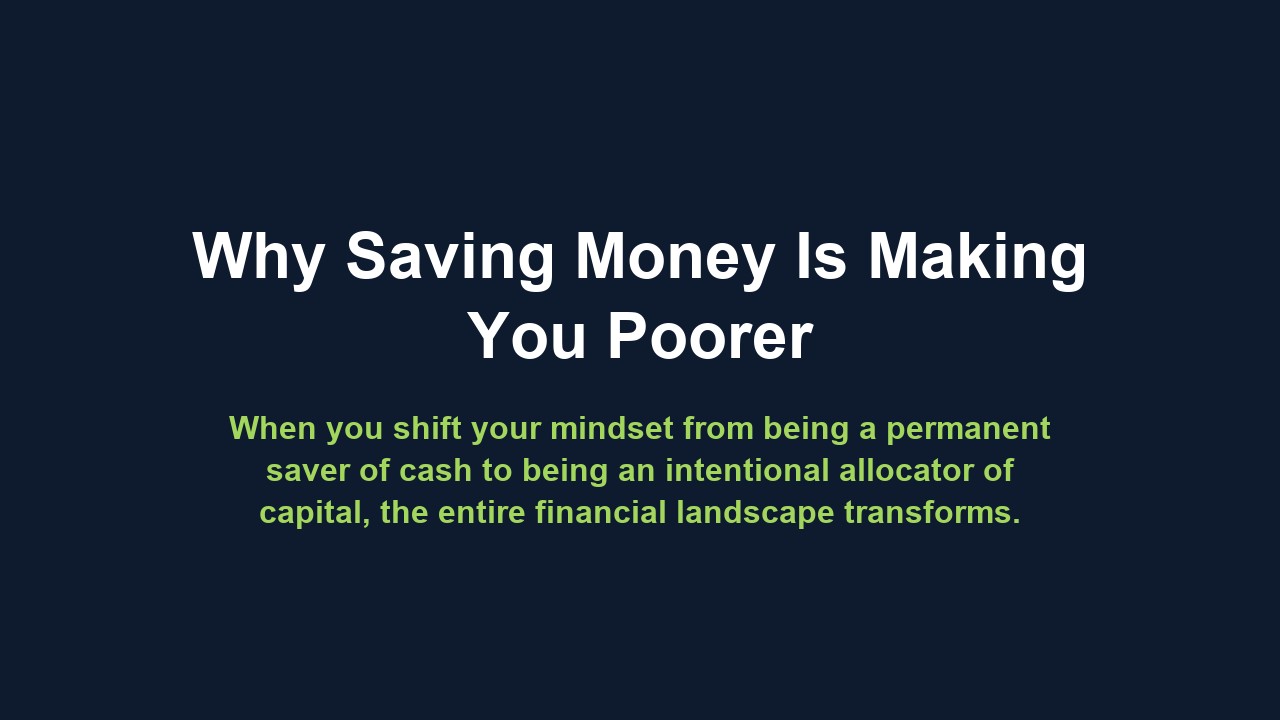 Why Saving Money Is Making
You Poorer
When you shift your mindset from being a permanent
saver of cash to being an intentional allocator of
capital, the entire financial landscape transforms.